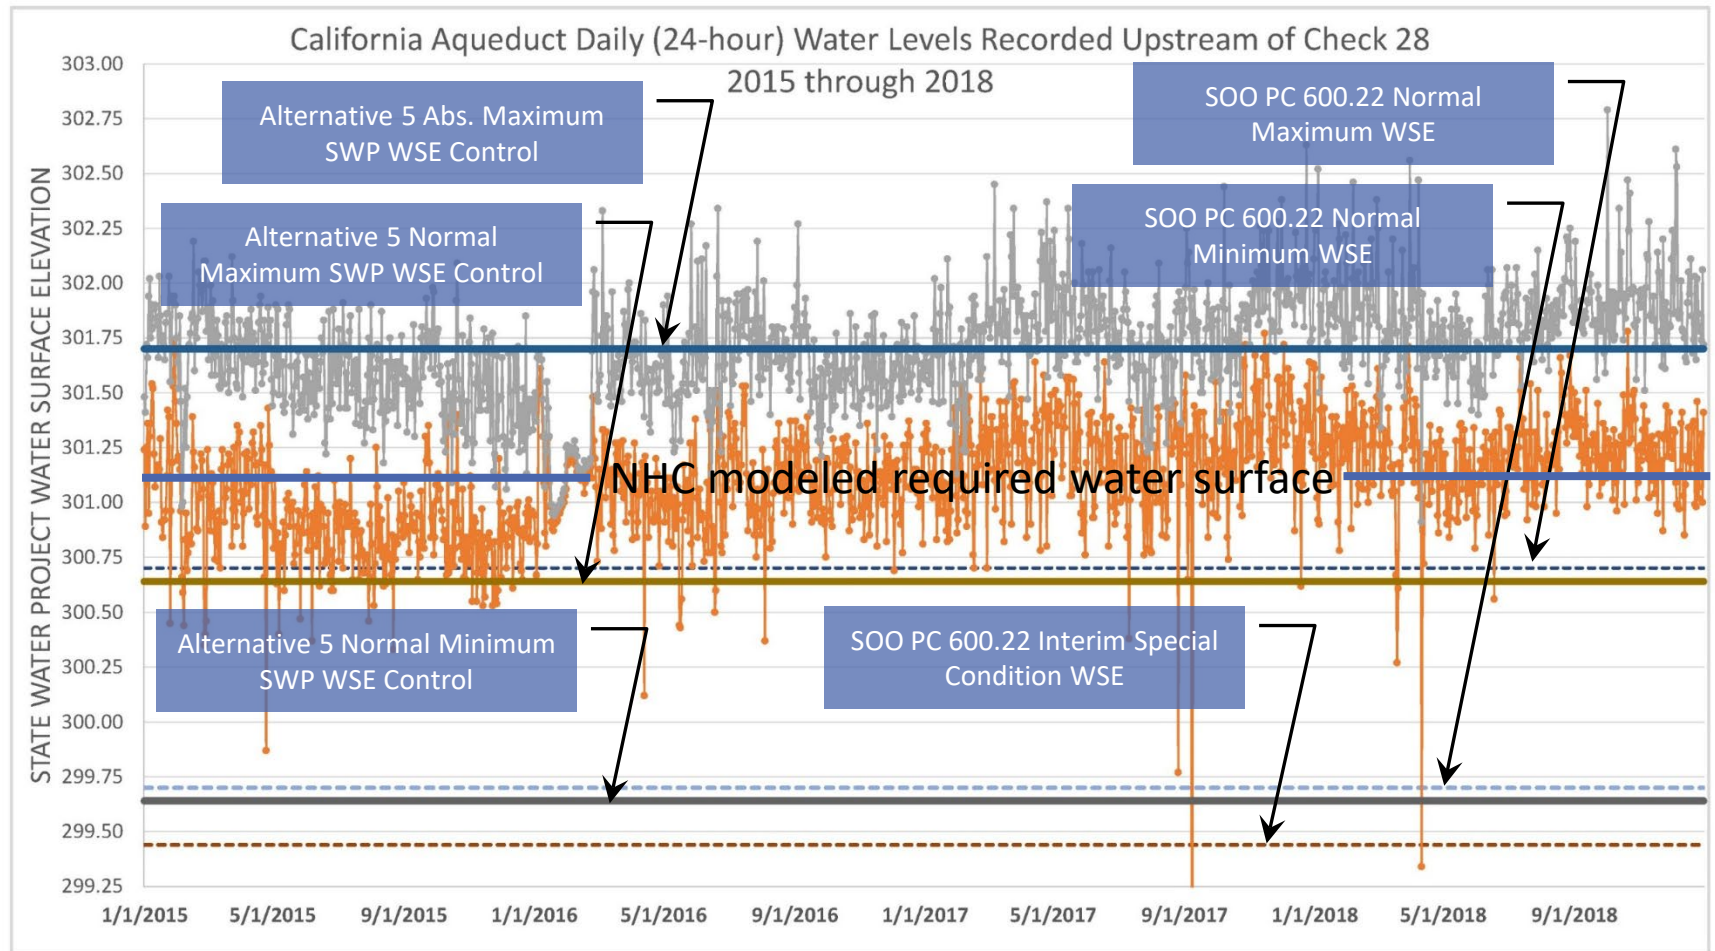 California Aqueduct Daily (24-hour) Water Levels Recorded Upstream of Check 28
2015 through 2018
STATE WATER PROJECT WATER SURFACE ELEVATION
303.00
302.75
302.50
302.25
302.00
301.75
301.50
301.25
301.00
300.75
300.50
300.25
300.00
299.75
299.50
299.25
Alternative 5 Abs. Maximum
SWP WSE Control
SOO PC 600.22 Normal
Maximum WSE
Alternative 5 Normal
Maximum SWP WSE Control
SOO PC 600.22 Normal
Minimum WSE
NHC modeled required water surface
Alternative 5 Normal Minimum
SWP WSE Control
SOO PC 600.22 Interim Special
Condition WSE
1/1/2015 5/1/2015 9/1/2015 1/1/2016 5/1/2016 9/1/2016 1/1/2017 5/1/2017 9/1/2017 1/1/2018 5/1/2018 9/1/2018